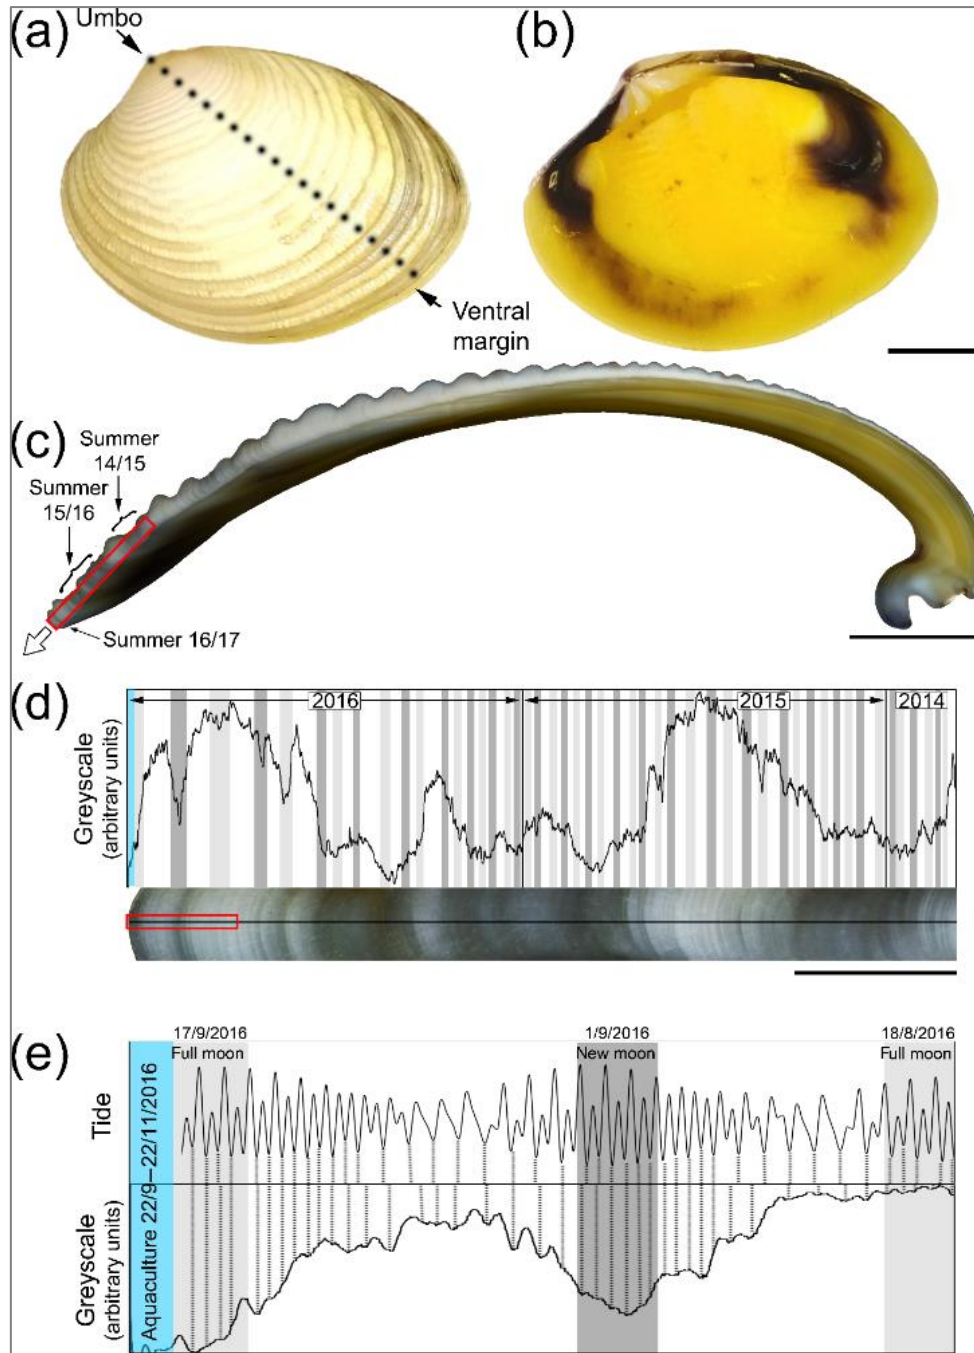 (a)
Umbo
Ventral
margin
(b)
(c)
Summer
14/15
Summer
15/16
Summer 16/17
(d)
2016
2015
2014
Greyscale
(arbitrary units)
(e)
17/9/2016
Full moon
1/9/2016
New moon
18/8/2016
Full moon
Tide
Aquaculture 22/9–22/11/2016
Greyscale
(arbitrary units)